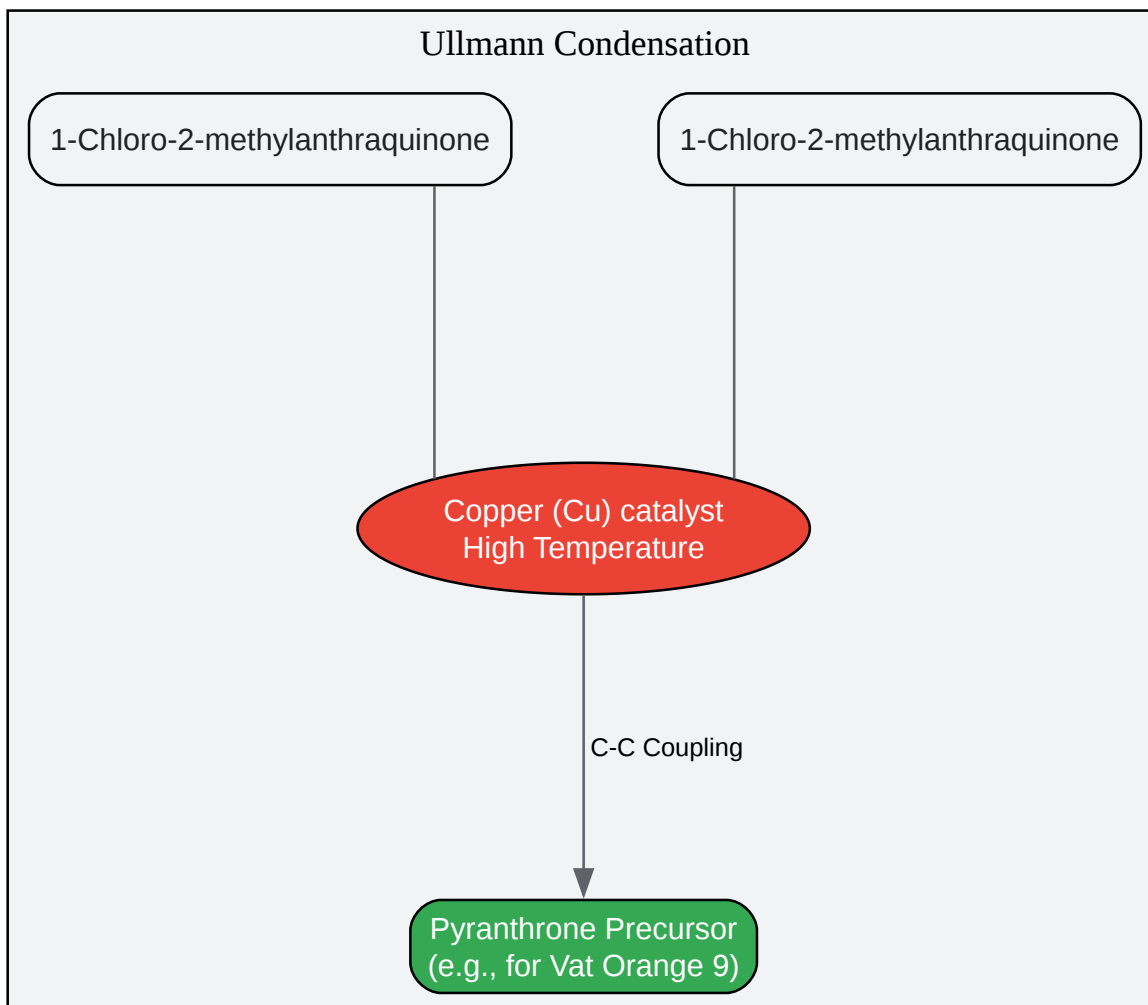 Ullmann Condensation
1-Chloro-2-methylanthraquinone
1-Chloro-2-methylanthraquinone
Copper (Cu) catalyst
High Temperature
C-C Coupling
Pyranthrone Precursor
(e.g., for Vat Orange 9)